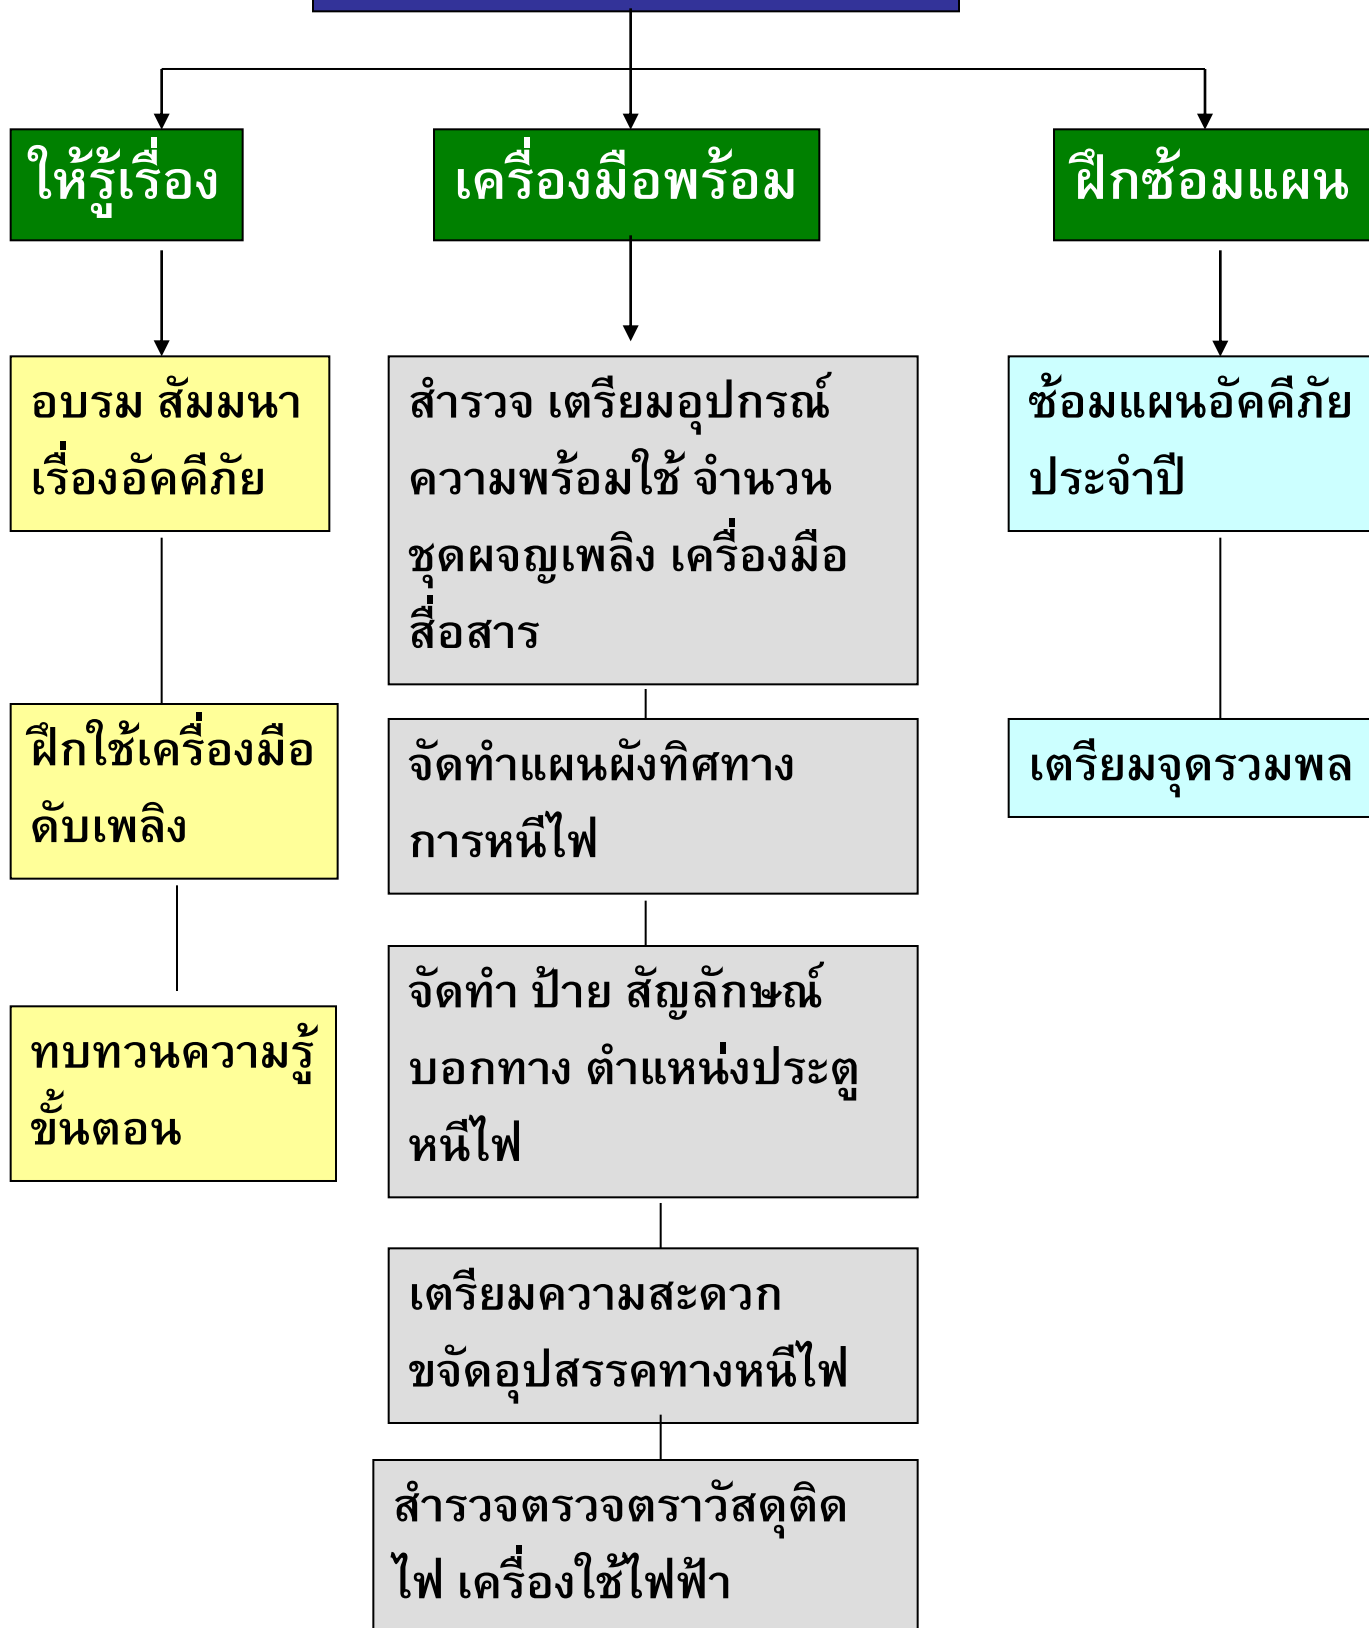 ให้รู้เรื่อง
เครื่องมือพร้อม
ฝึกซ้อมแผน
อบรม สัมมนา
เรื่องอัคคีภัย
ฝึกใช้เครื่องมือ
ดับเพลิง
ทบทวนความรู้
ขั้นตอน
สำรวจ เตรียมอุปกรณ์
ความพร้อมใช้ จำนวน
ชุดผจญเพลิง เครื่องมือ
สื่อสาร
จัดทำแผนผังทิศทาง
การหนีไฟ
จัดทำ ป้าย สัญลักษณ์
บอกทาง ตำแหน่งประตู
หนีไฟ
เตรียมความสะดวก
ขจัดอุปสรรคทางหนีไฟ
สำรวจตรวจตราวัสดุติด
ไฟ เครื่องใช้ไฟฟ้า
ซ้อมแผนอัคคีภัย
ประจำปี
เตรียมจุดรวมพล